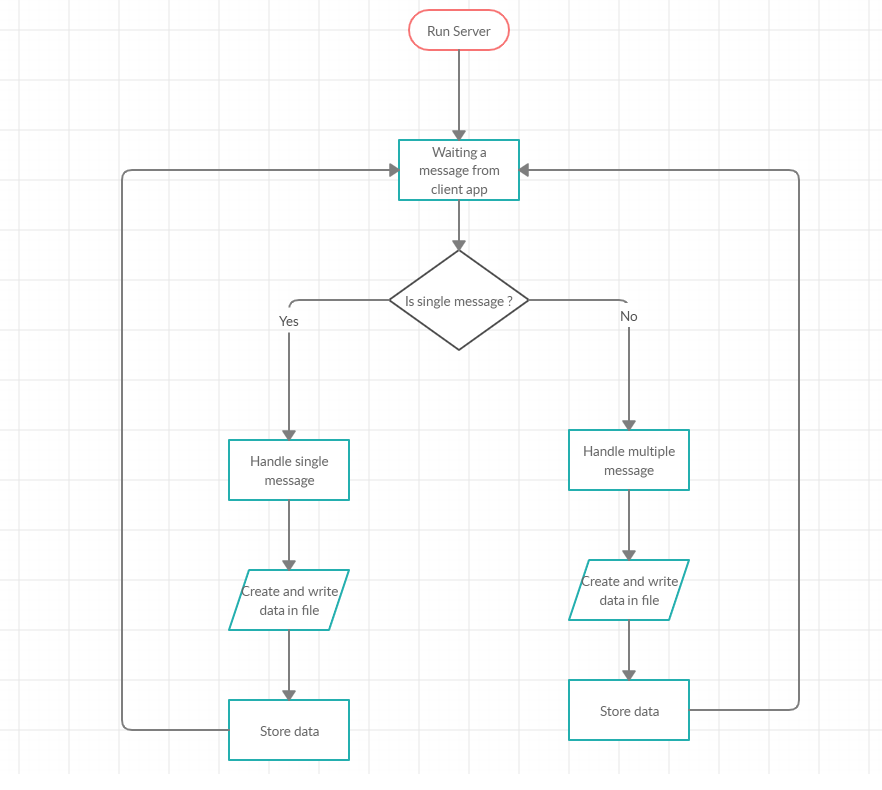 Run Server
Waiting a
message from
client app
Is single message ?
Yes
No
Handle single
message
Handle multiple
message
Create and write
data in file
Create and write
data in file
Store data
Store data